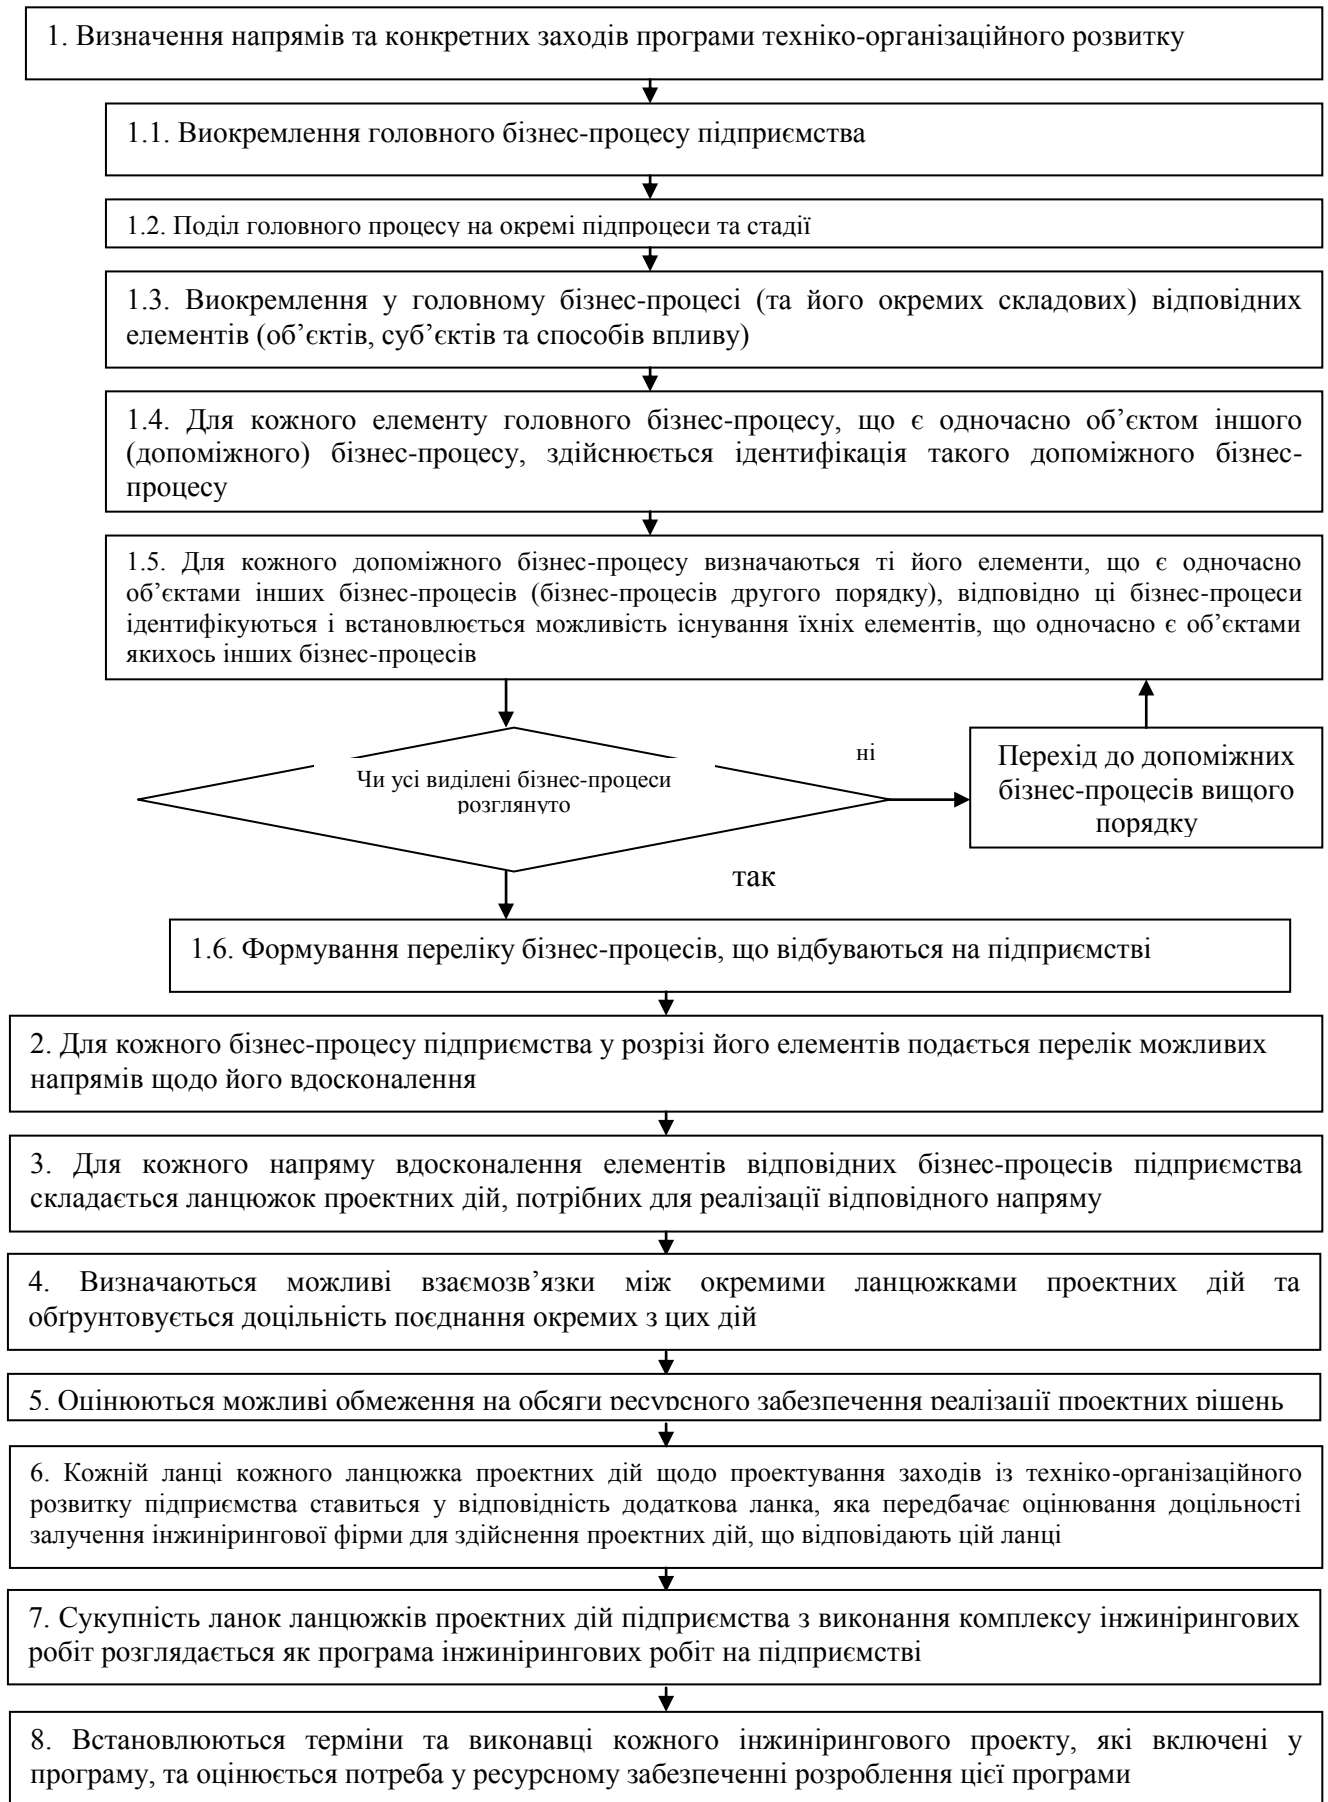 1. Визначення напрямів та конкретних заходів програми техніко-організаційного розвитку
1.1. Виокремлення головного бізнес-процесу підприємства
1.2. Поділ головного процесу на окремі підпроцеси та стадії
1.3. Виокремлення у головному бізнес-процесі (та його окремих складових) відповідних
елементів (об’єктів, суб’єктів та способів впливу)
1.4. Для кожного елементу головного бізнес-процесу, що є одночасно об’єктом іншого
(допоміжного) бізнес-процесу, здійснюється ідентифікація такого допоміжного бізнес-
процесу
1.5. Для кожного допоміжного бізнес-процесу визначаються ті його елементи, що є одночасно
об’єктами інших бізнес-процесів (бізнес-процесів другого порядку), відповідно ці бізнес-процеси
ідентифікуються і встановлюється можливість існування їхніх елементів, що одночасно є об’єктами
якихось інших бізнес-процесів
Чи усі виділені бізнес-процеси
розглянуто
ні
Перехід до допоміжних
бізнес-процесів вищого
порядку
так
1.6. Формування переліку бізнес-процесів, що відбуваються на підприємстві
2. Для кожного бізнес-процесу підприємства у розрізі його елементів подається перелік можливих
напрямів щодо його вдосконалення
3. Для кожного напряму вдосконалення елементів відповідних бізнес-процесів підприємства
складається ланцюжок проектних дій, потрібних для реалізації відповідного напряму
4. Визначаються можливі взаємозв’язки між окремими ланцюжками проектних дій та
обґрунтовується доцільність поєднання окремих з цих дій
5. Оцінюються можливі обмеження на обсяги ресурсного забезпечення реалізації проектних рішень
6. Кожній ланці кожного ланцюжка проектних дій щодо проектування заходів із техніко-організаційного
розвитку підприємства ставиться у відповідність додаткова ланка, яка передбачає оцінювання доцільності
залучення інжинірингової фірми для здійснення проектних дій, що відповідають цій ланці
7. Сукупність ланок ланцюжків проектних дій підприємства з виконання комплексу інжинірингових
робіт розглядається як програма інжинірингових робіт на підприємстві
8. Встановлюються терміни та виконавці кожного інжинірингового проекту, які включені у
програму, та оцінюється потреба у ресурсному забезпеченні розроблення цієї програми